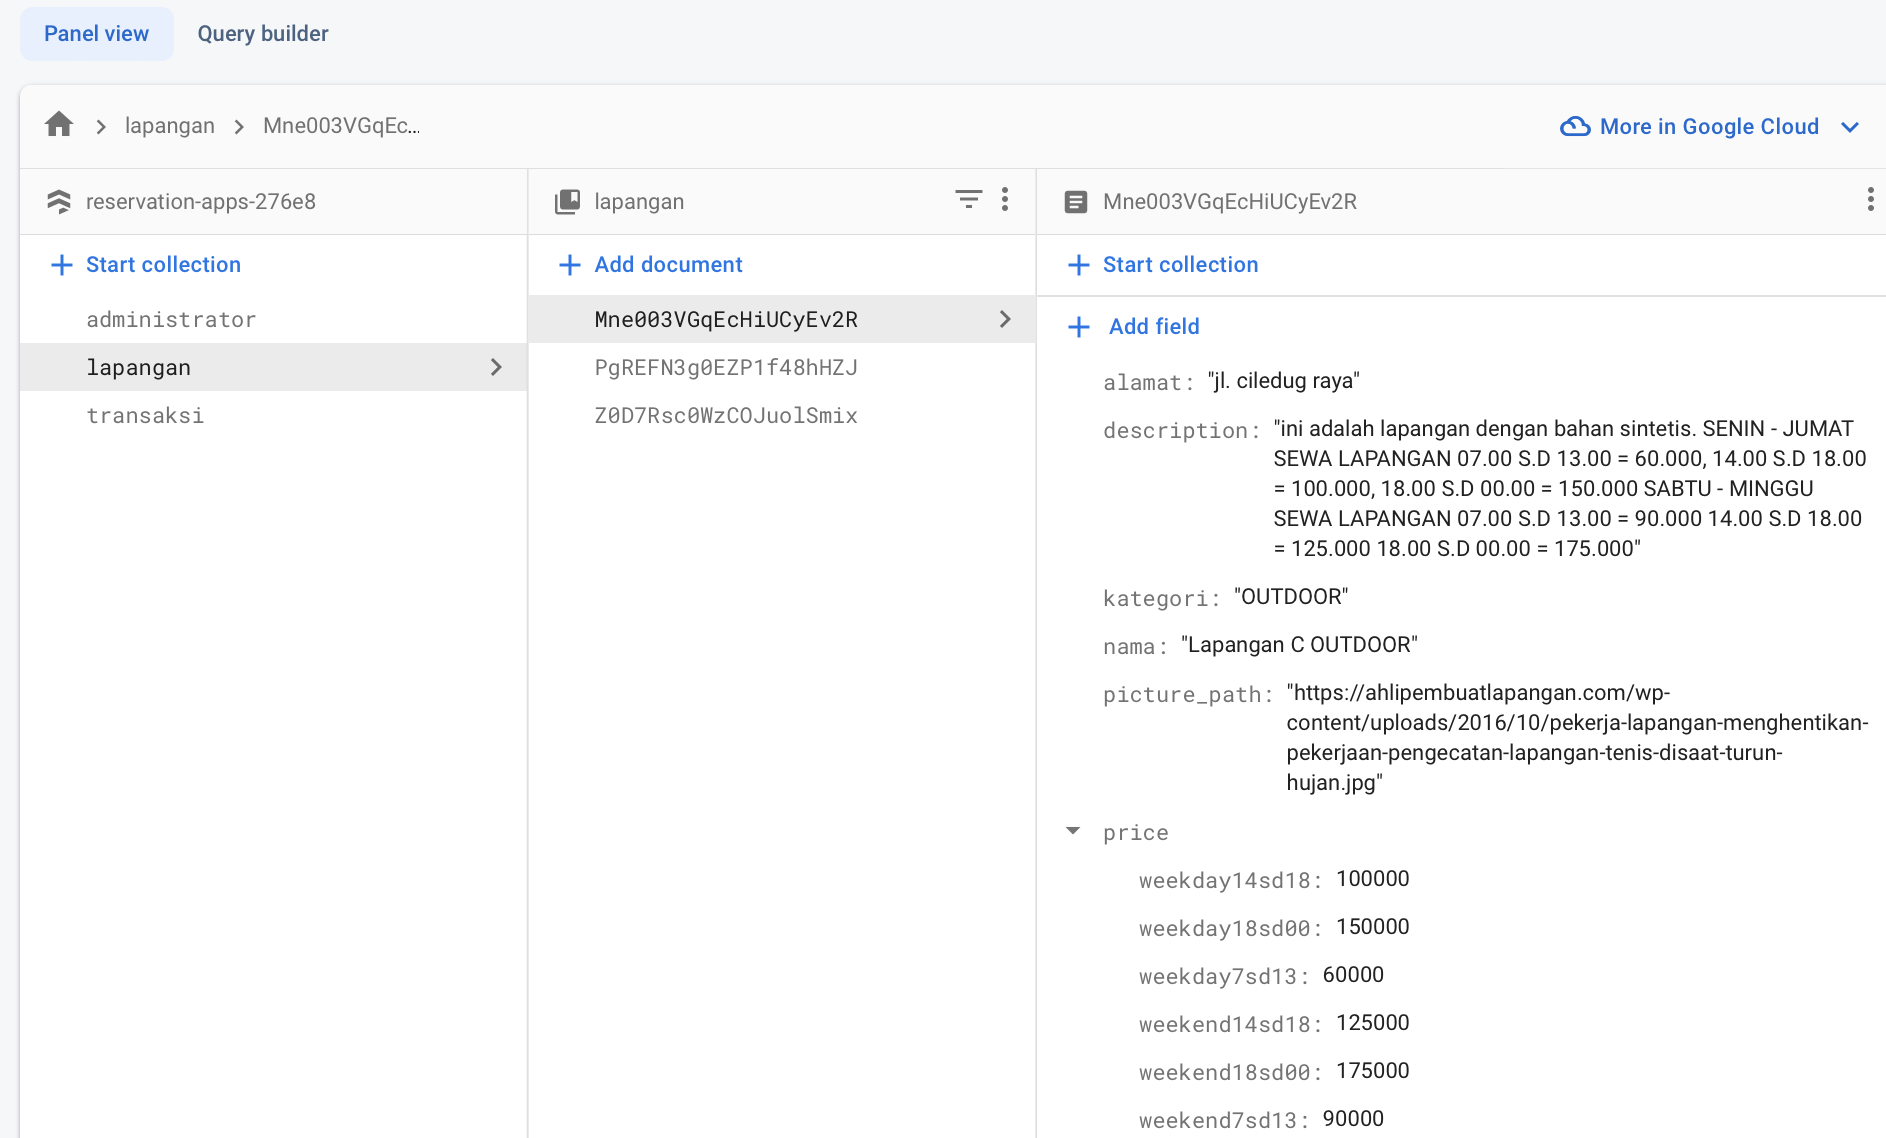 Panel view
Query builder
lapangan
Mne003VGqEc...
More in Google Cloud
reservation-apps-276e8
Start collection
administrator
lapangan
transaksi
lapangan
Add document
Mne003VGqEcHiUCyEv2R
PgREFN3g0EZP1f48hHZJ
Z0D7Rsc0WzCOJuolSmix
Mne003VGqEcHiUCyEv2R
Start collection
Add field
alamat: "jl. ciledug raya"
description: "ini adalah lapangan dengan bahan sintetis. SENIN - JUMAT
SEWA LAPANGAN 07.00 S.D 13.00 = 60.000, 14.00 S.D 18.00
= 100.000, 18.00 S.D 00.00 = 150.000 SABTU - MINGGU
SEWA LAPANGAN 07.00 S.D 13.00 = 90.000 14.00 S.D 18.00
= 125.000 18.00 S.D 00.00 = 175.000"
kategori: "OUTDOOR"
nama: "Lapangan C OUTDOOR"
picture_path: "https://ahlipembuatlapangan.com/wp-
content/uploads/2016/10/pekerja-lapangan-menghentikan-
pekerjaan-pengecatan-lapangan-tenis-disaat-turun-
hujan.jpg"
price
weekday14sd18: 100000
weekday18sd00: 150000
weekday7sd13: 60000
weekend14sd18: 125000
weekend18sd00: 175000
weekend7sd13: 90000